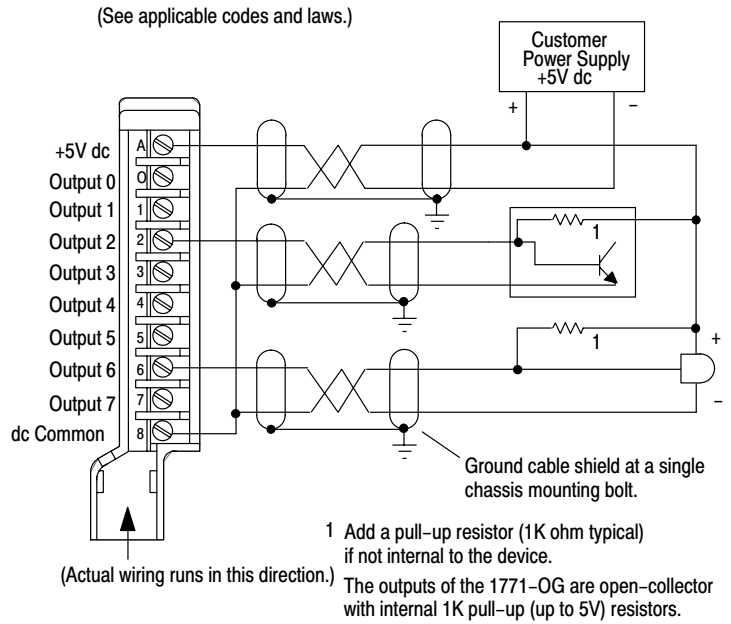 (See applicable codes and laws.)
Customer
Power Supply
+5V dc
+
−
+5V dc
A
Output 0
0
Output 1
1
Output 2
2
1
Output 3
3
Output 4
4
Output 5
5
1
+
Output 6
6
Output 7
7
−
dc Common
8
Ground cable shield at a single
chassis mounting bolt.
1 Add a pull−up resistor (1K ohm typical)
if not internal to the device.
(Actual wiring runs in this direction.)
The outputs of the 1771−OG are open−collector
with internal 1K pull−up (up to 5V) resistors.